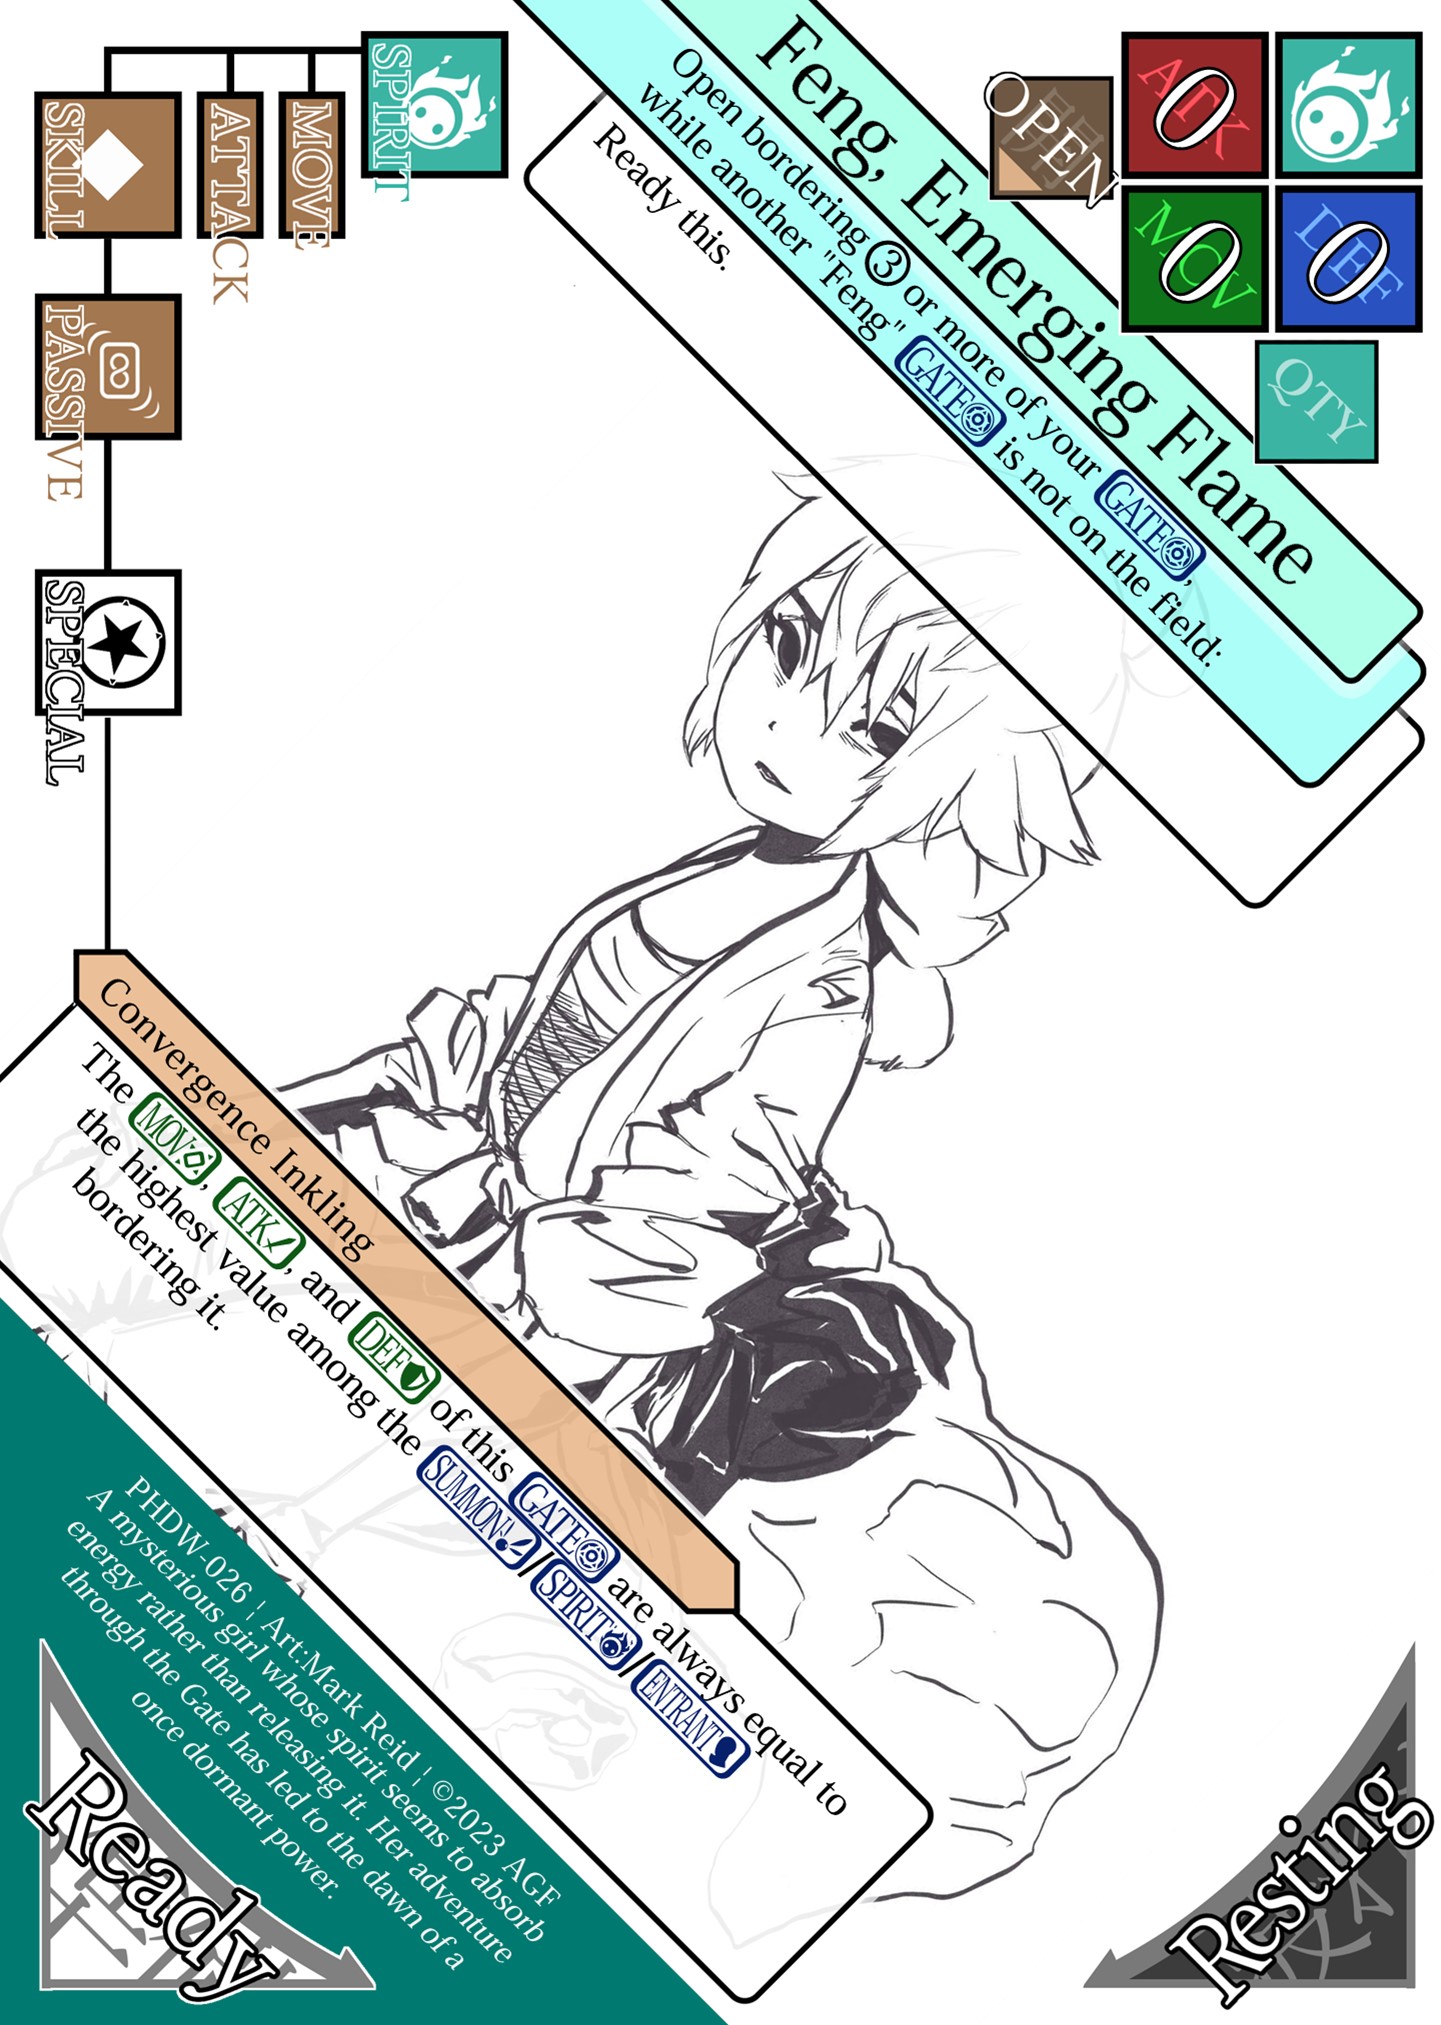 SPIRIT
MOVE
ATTACK
SKILL
PASSIVE
SPECIAL
Feng, Emerging Flame
Open bordering ③ or more of your GATE,
while another "Feng" GATE is not on the field:
Ready this.
OPEN
ATK 0
MOV 0
DEF 0
QTY
Convergence Inkling
The MOV, ATK, and DEF of this GATE are always equal to
the highest value among the SUMMON/SPIRIT/ENTRANT
bordering it.
PHDW-026 ¦ Art:Mark Reid ¦ ©2023 AGF
A mysterious girl whose spirit seems to absorb
energy rather than releasing it. Her adventure
through the Gate has led to the dawn of a
once dormant power.
Ready
Resting